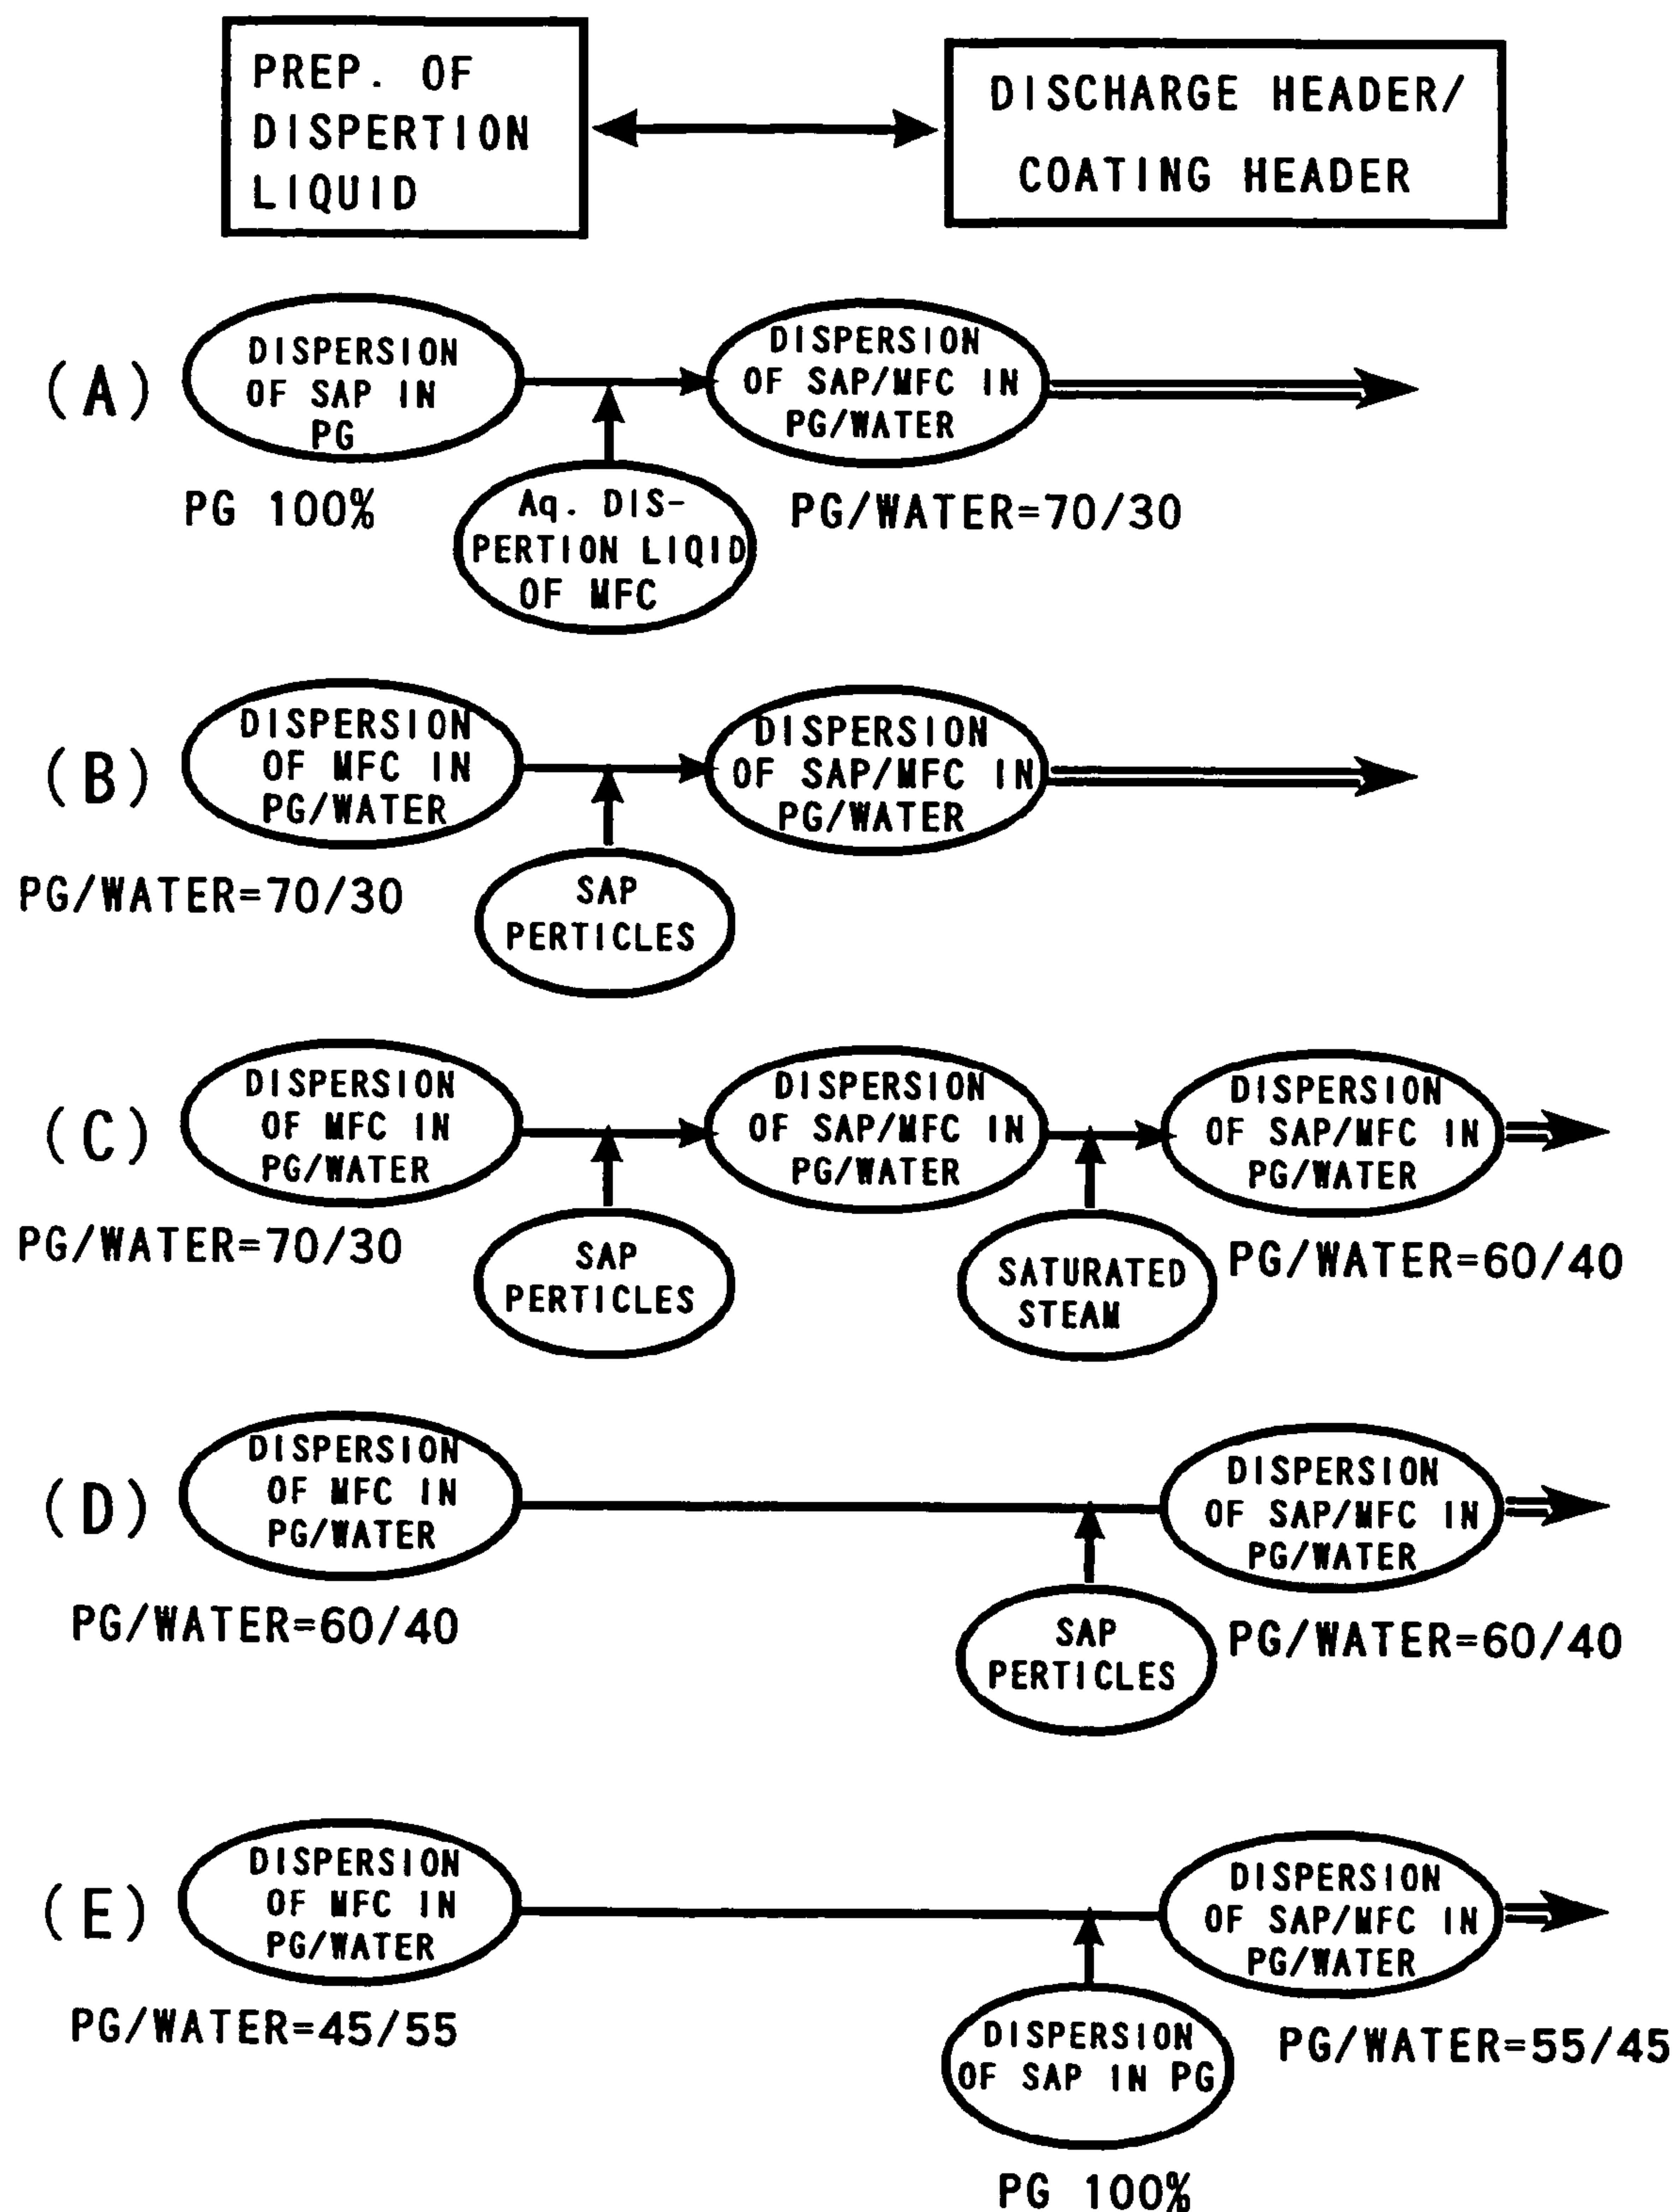 PREP. OF
DISPERTION
LIQUID
DISCHARGE HEADER/
COATING HEADER
(A)
DISPERSION
OF SAP IN
PG
DISPERSION
OF SAP/MFC IN
PG/WATER
PG 100%
Aq. DIS-
PERTION LIQID
OF MFC
PG/WATER=70/30
(B)
DISPERSION
OF MFC IN
PG/WATER
DISPERSION
OF SAP/MFC IN
PG/WATER
PG/WATER=70/30
SAP
PERTICLES
(C)
DISPERSION
OF MFC IN
PG/WATER
DISPERSION
OF SAP/MFC IN
PG/WATER
DISPERSION
OF SAP/MFC IN
PG/WATER
PG/WATER=70/30
SAP
PERTICLES
SATURATED
STEAM
PG/WATER=60/40
(D)
DISPERSION
OF MFC IN
PG/WATER
DISPERSION
OF SAP/MFC IN
PG/WATER
PG/WATER=60/40
SAP
PERTICLES
PG/WATER=60/40
(E)
DISPERSION
OF MFC IN
PG/WATER
DISPERSION
OF SAP/MFC IN
PG/WATER
PG/WATER=45/55
DISPERSION
OF SAP IN PG
PG/WATER=55/45
PG 100%